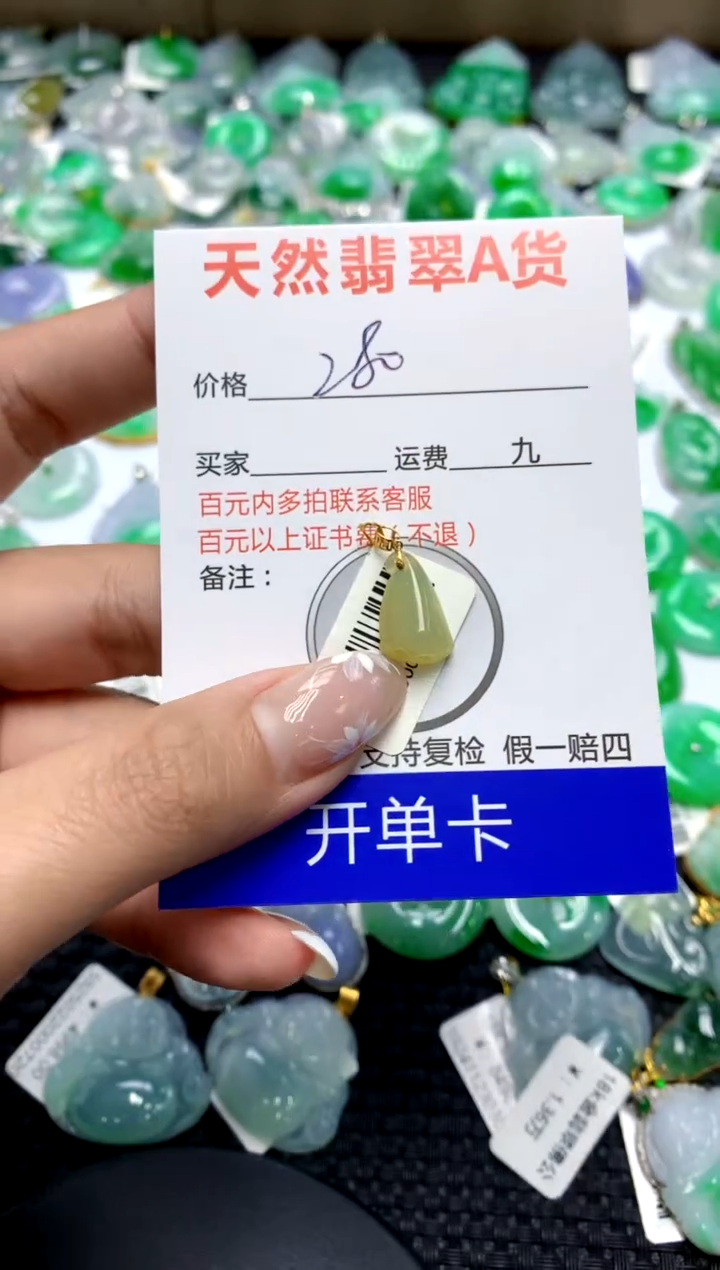 天然翡翠A货
价格 280
买家 运费 九
百元内多拍联系客服
百元以上证书 (不退)
备注：
支持复检 假一赔四
开单卡